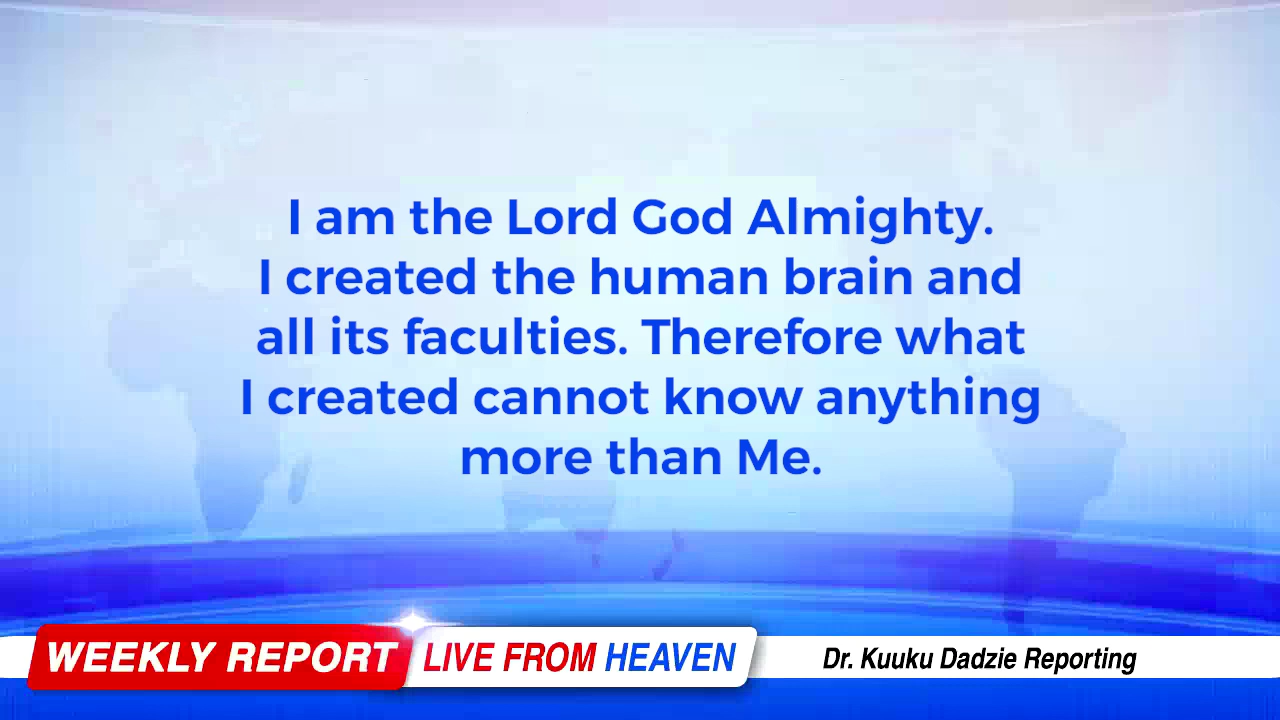 I am the Lord God Almighty.
I created the human brain and
all its faculties. Therefore what
I created cannot know anything
more than Me.
WEEKLY REPORT LIVE FROM HEAVEN Dr. Kuuku Dadzie Reporting